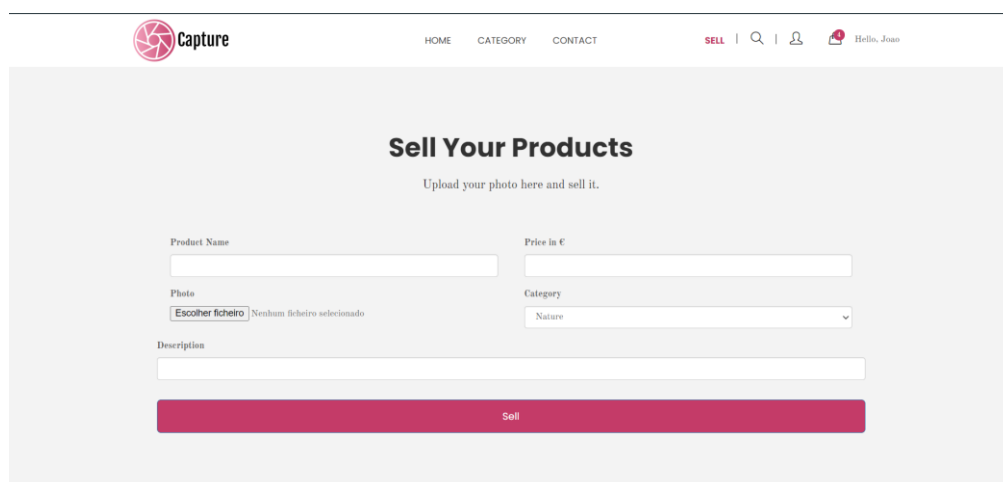 Capture HOME CATEGORY CONTACT SELL | | 4 Hello, Joao
Sell Your Products
Upload your photo here and sell it.
Product Name Price in €
Photo Category
Escolher ficheiro Nenhum ficheiro selecionado Nature
Description
Sell